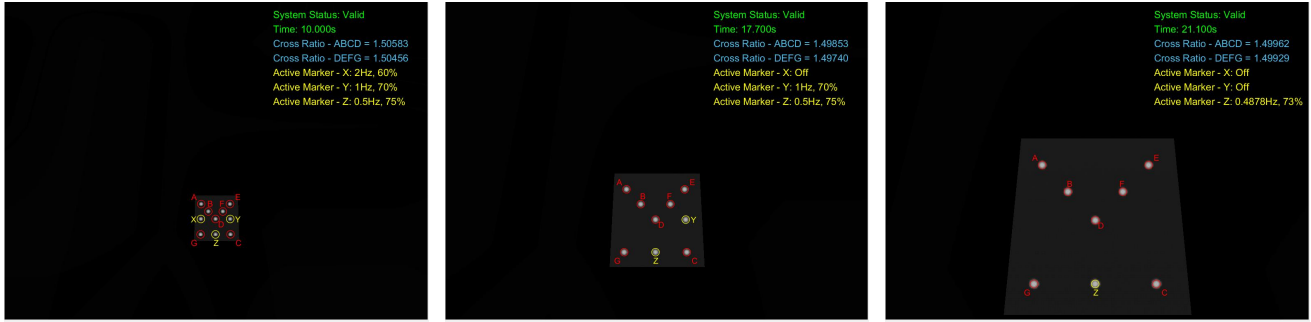 System Status: Valid
Time: 10.000s
Cross Ratio - ABCD = 1.50583
Cross Ratio - DEFG = 1.50456
Active Marker - X: 2Hz, 60%
Active Marker - Y: 1Hz, 70%
Active Marker - Z: 0.5Hz, 75%
A
E
B
F
X
D
Y
G
Z
C
System Status: Valid
Time: 17.700s
Cross Ratio - ABCD = 1.49853
Cross Ratio - DEFG = 1.49740
Active Marker - X: Off
Active Marker - Y: 1Hz, 70%
Active Marker - Z: 0.5Hz, 75%
A
E
B
F
D
Y
G
Z
C
System Status: Valid
Time: 21.100s
Cross Ratio - ABCD = 1.49962
Cross Ratio - DEFG = 1.49929
Active Marker - X: Off
Active Marker - Y: Off
Active Marker - Z: 0.4878Hz, 73%
A
E
B
F
D
G
Z
C